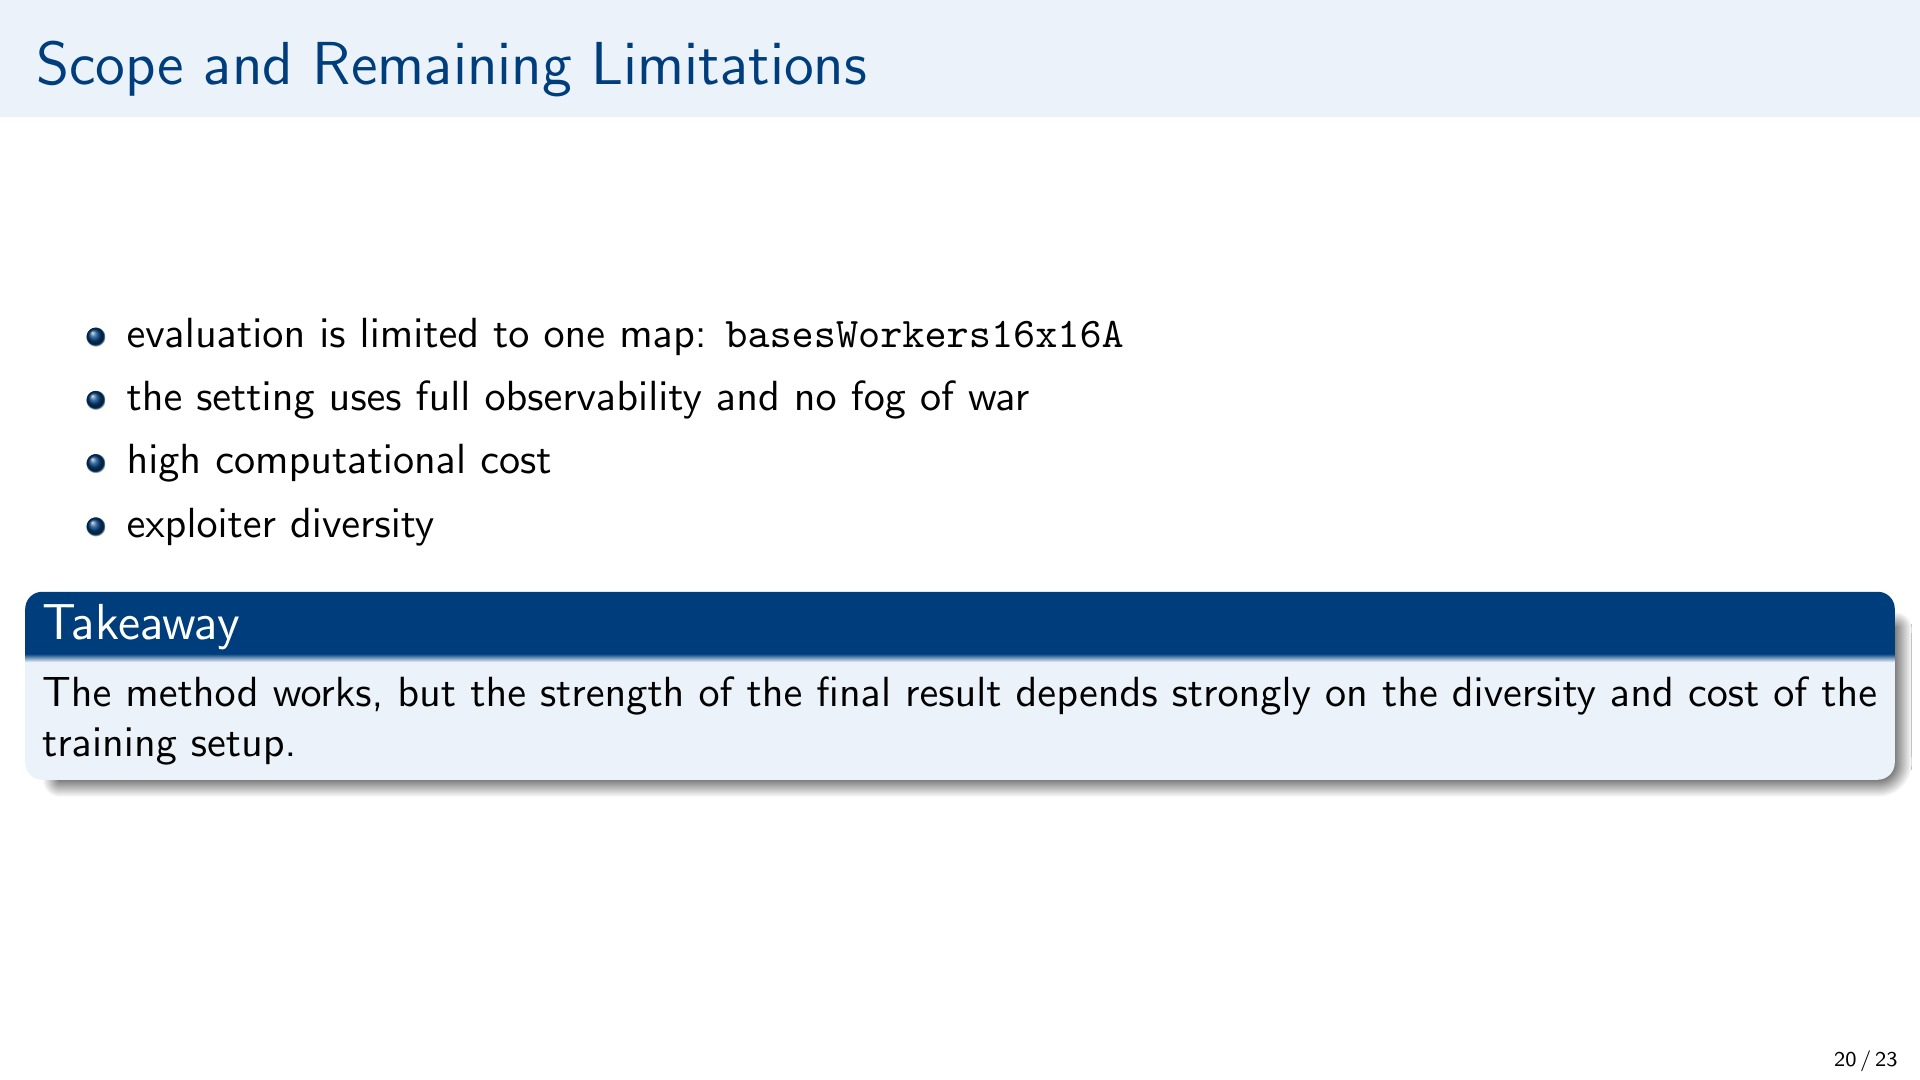 Scope and Remaining Limitations
evaluation is limited to one map: basesWorkers16x16A
the setting uses full observability and no fog of war
high computational cost
exploiter diversity
Takeaway
The method works, but the strength of the final result depends strongly on the diversity and cost of the
training setup.
20 / 23